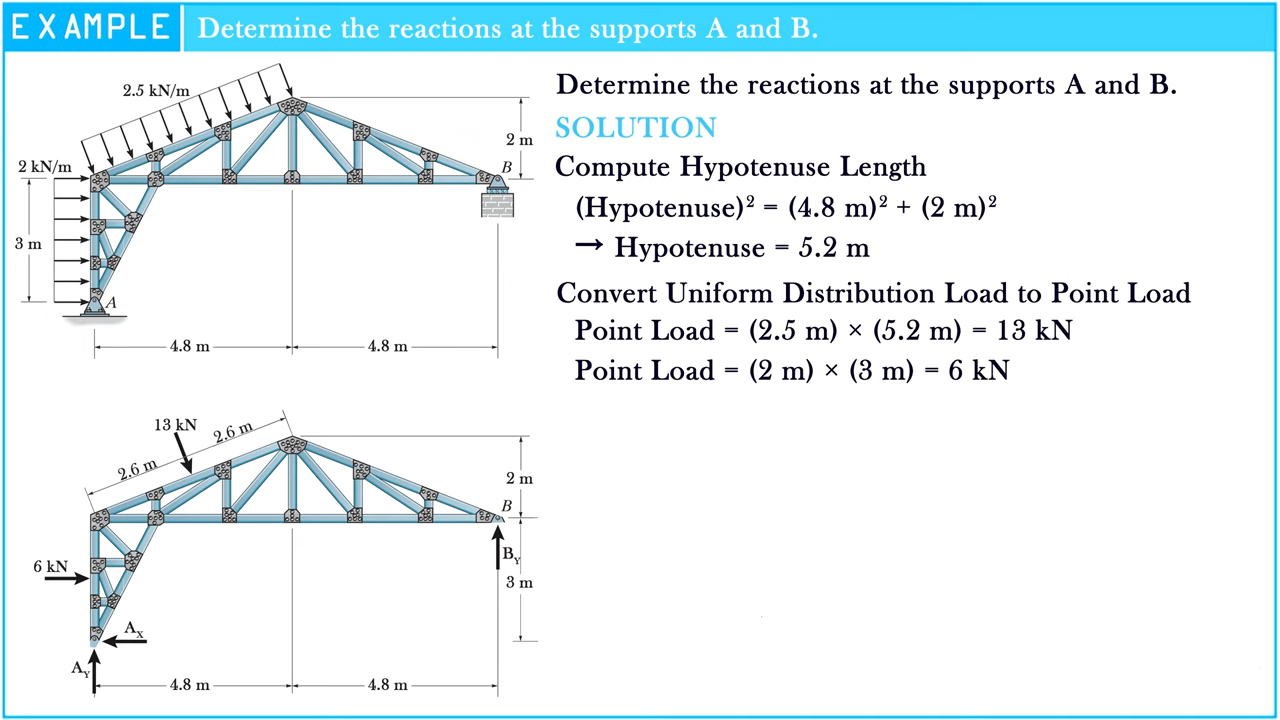 EXAMPLE Determine the reactions at the supports A and B.
2.5 kN/m
2 kN/m
3 m
A
B
2 m
4.8 m
4.8 m
13 kN
2.6 m
2.6 m
6 kN
Aₓ
Aᵧ
B
Bᵧ
2 m
3 m
4.8 m
4.8 m
Determine the reactions at the supports A and B.
SOLUTION
Compute Hypotenuse Length
(Hypotenuse)² = (4.8 m)² + (2 m)²
→ Hypotenuse = 5.2 m
Convert Uniform Distribution Load to Point Load
Point Load = (2.5 m) × (5.2 m) = 13 kN
Point Load = (2 m) × (3 m) = 6 kN